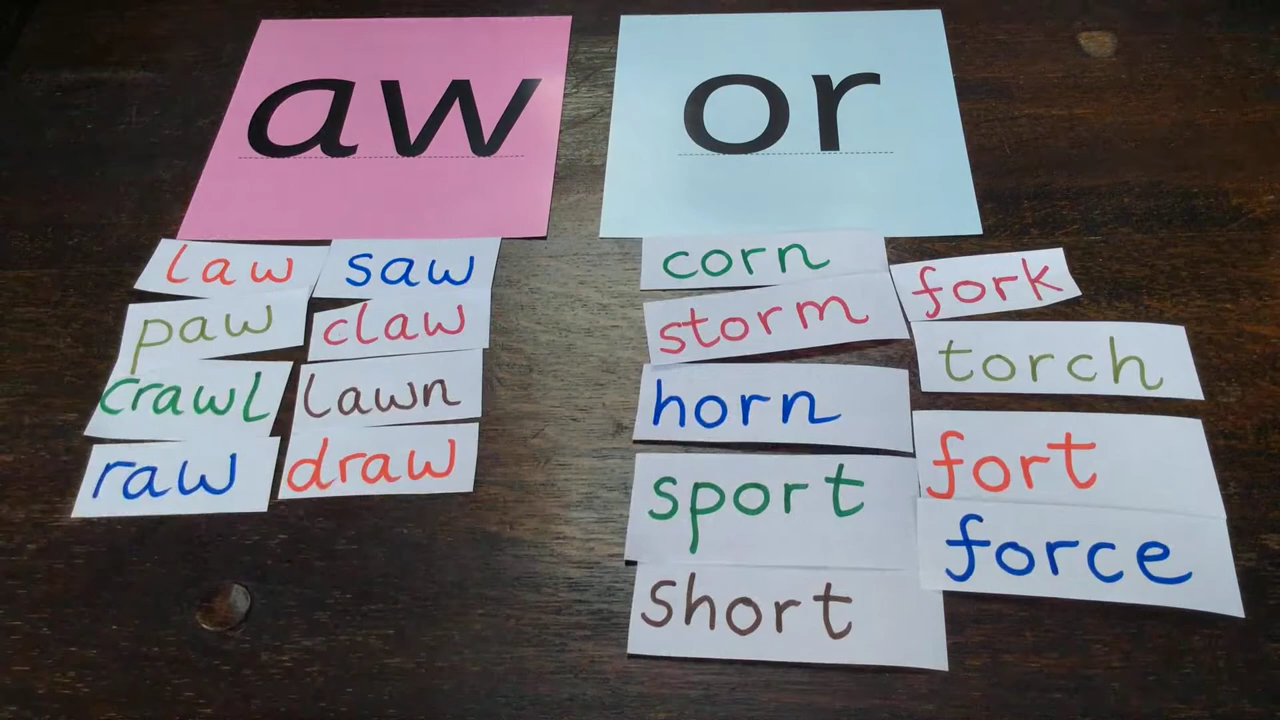 aw
law saw
paw claw
crawl lawn
raw draw
or
corn fork
storm torch
horn fort
sport force
short